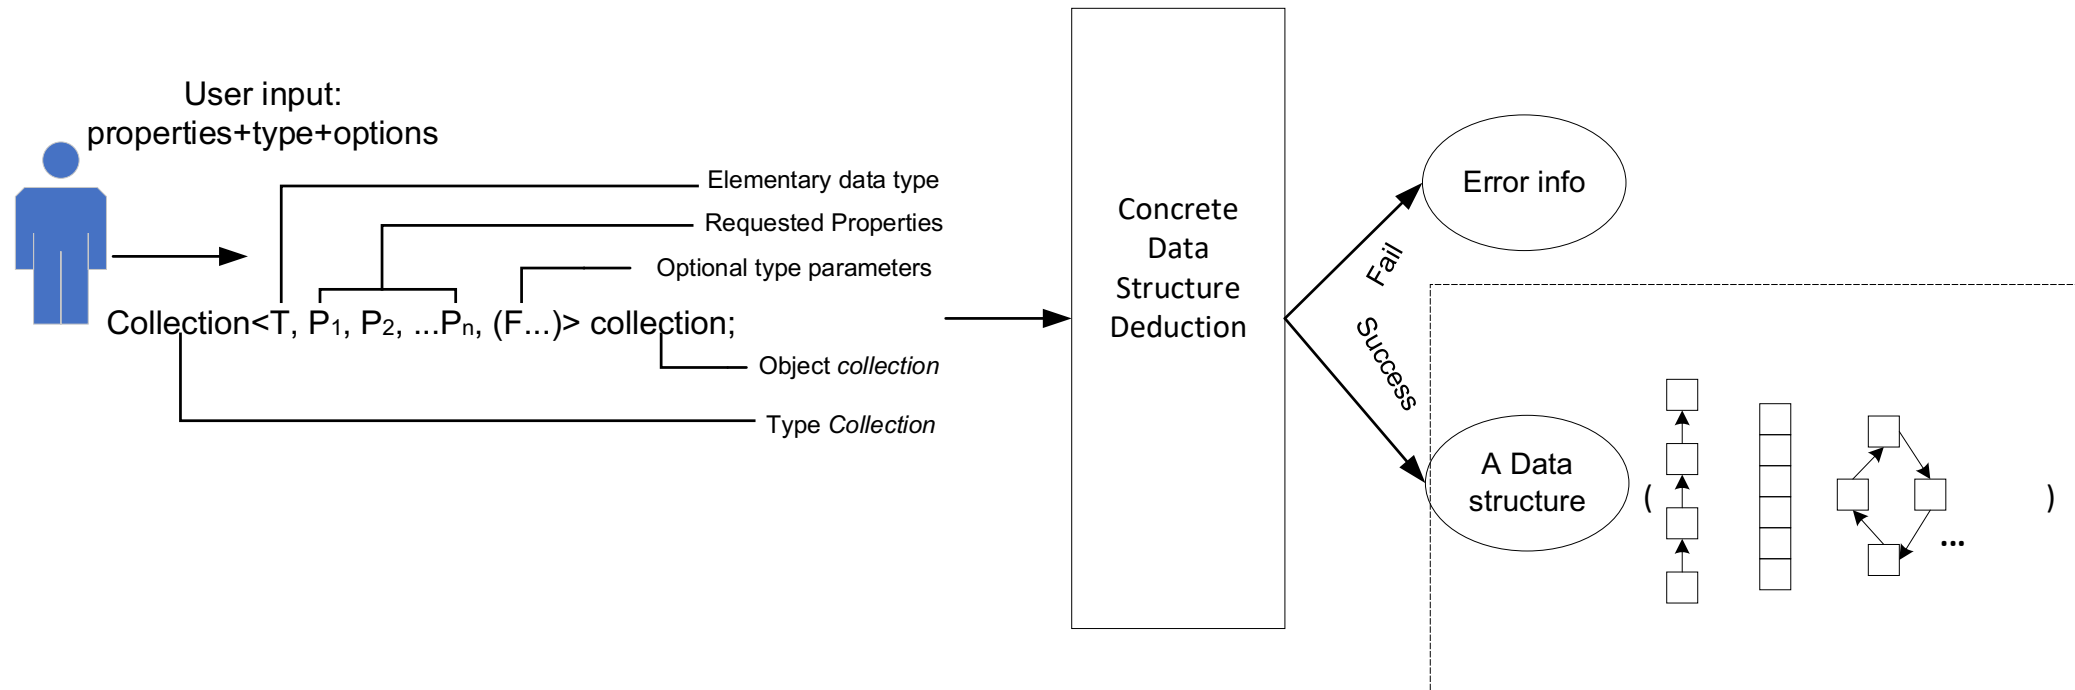 User input:
properties+type+options
Elementary data type
Requested Properties
Optional type parameters
Collection<T, P₁, P₂, ...Pₙ, (F...)> collection;
Object collection
Type Collection
Concrete
Data
Structure
Deduction
Fail
Success
Error info
A Data
structure
( ... )